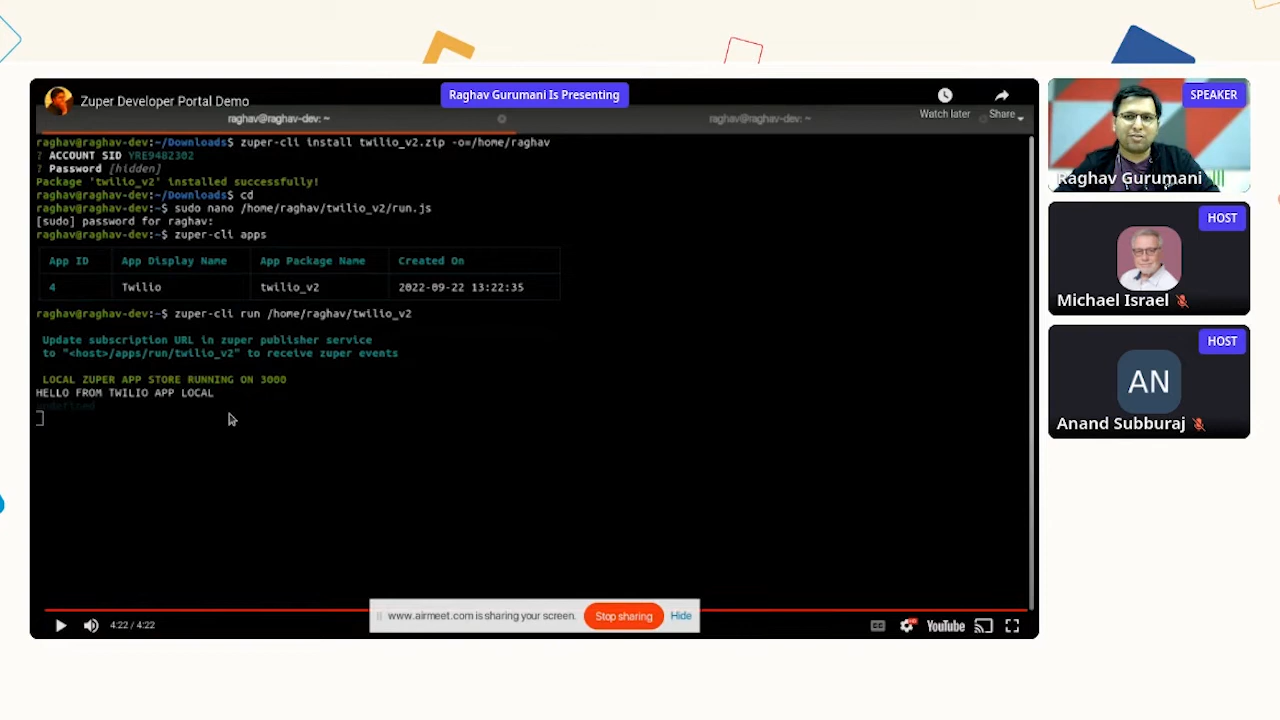 Zuper Developer Portal Demo
Raghav Gurumani Is Presenting
Watch later
Share
raghav@raghav-dev: ~
raghav@raghav-dev: ~
raghav@raghav-dev:~/Downloads$ zuper-cli install twilio_v2.zip -o=/home/raghav
? ACCOUNT SID YRE9482302
? Password [hidden]
Package 'twilio_v2' installed successfully!
raghav@raghav-dev:~/Downloads$ cd
raghav@raghav-dev:~$ sudo nano /home/raghav/twilio_v2/run.js
[sudo] password for raghav:
raghav@raghav-dev:~$ zuper-cli apps
App ID App Display Name App Package Name Created On
4 Twilio twilio_v2 2022-09-22 13:22:35
raghav@raghav-dev:~$ zuper-cli run /home/raghav/twilio_v2
Update subscription URL in zuper publisher service
to "<host>/apps/run/twilio_v2" to receive zuper events
LOCAL ZUPER APP STORE RUNNING ON 3000
HELLO FROM TWILIO APP LOCAL
undefined
www.airmeet.com is sharing your screen.
Stop sharing
Hide
4:22 / 4:22
CC
YouTube
SPEAKER
Raghav Gurumani
HOST
Michael Israel
HOST
AN
Anand Subburaj